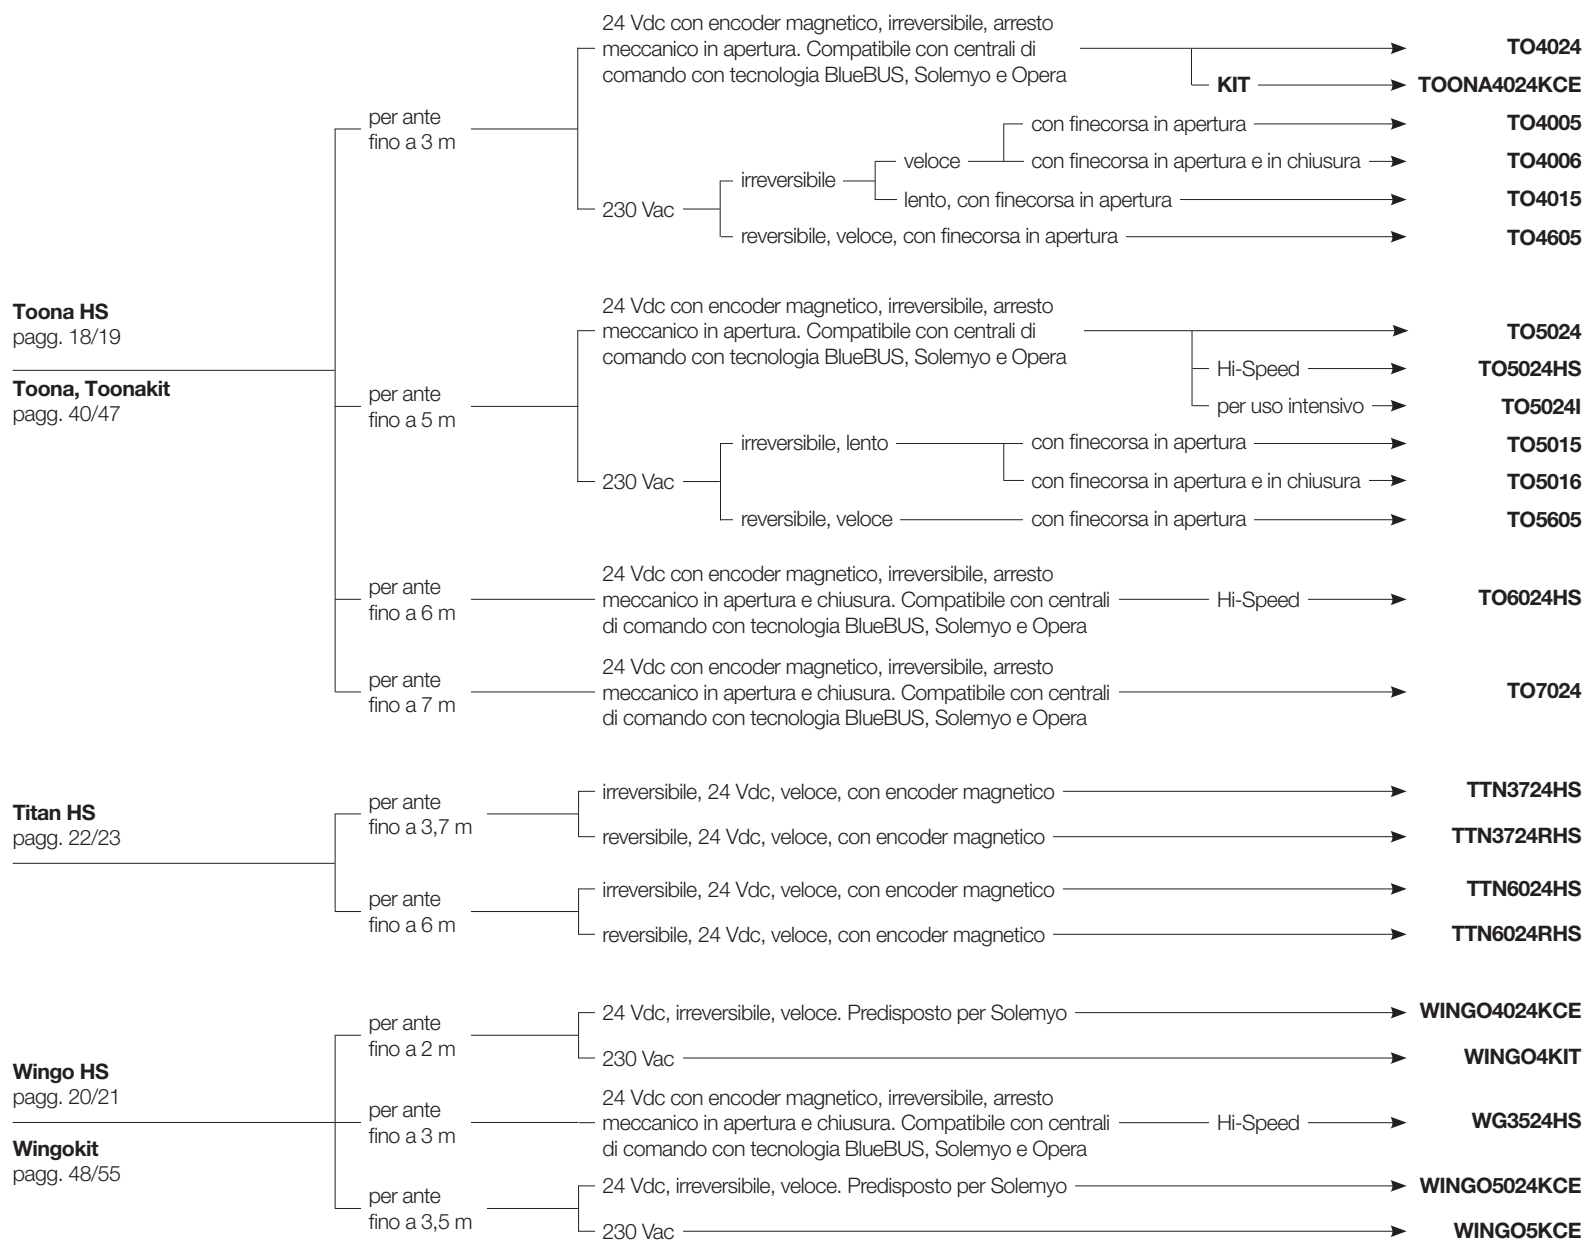 Toona HS
pagg. 18/19
Toona, Toonakit
pagg. 40/47
per ante
fino a 3 m
24 Vdc con encoder magnetico, irreversibile, arresto
meccanico in apertura. Compatibile con centrali di
comando con tecnologia BlueBUS, Solemyo e Opera
TO4024
KIT
TOONA4024KCE
230 Vac
irreversibile
veloce
con finecorsa in apertura
TO4005
con finecorsa in apertura e in chiusura
TO4006
lento, con finecorsa in apertura
TO4015
reversibile, veloce, con finecorsa in apertura
TO4605
per ante
fino a 5 m
24 Vdc con encoder magnetico, irreversibile, arresto
meccanico in apertura. Compatibile con centrali di
comando con tecnologia BlueBUS, Solemyo e Opera
TO5024
Hi-Speed
TO5024HS
per uso intensivo
TO5024I
230 Vac
irreversibile, lento
con finecorsa in apertura
TO5015
con finecorsa in apertura e in chiusura
TO5016
reversibile, veloce
con finecorsa in apertura
TO5605
per ante
fino a 6 m
24 Vdc con encoder magnetico, irreversibile, arresto
meccanico in apertura e chiusura. Compatibile con centrali
di comando con tecnologia BlueBUS, Solemyo e Opera
Hi-Speed
TO6024HS
per ante
fino a 7 m
24 Vdc con encoder magnetico, irreversibile, arresto
meccanico in apertura e chiusura. Compatibile con centrali
di comando con tecnologia BlueBUS, Solemyo e Opera
TO7024
Titan HS
pagg. 22/23
per ante
fino a 3,7 m
irreversibile, 24 Vdc, veloce, con encoder magnetico
TTN3724HS
reversibile, 24 Vdc, veloce, con encoder magnetico
TTN3724RHS
per ante
fino a 6 m
irreversibile, 24 Vdc, veloce, con encoder magnetico
TTN6024HS
reversibile, 24 Vdc, veloce, con encoder magnetico
TTN6024RHS
Wingo HS
pagg. 20/21
Wingokit
pagg. 48/55
per ante
fino a 2 m
24 Vdc, irreversibile, veloce. Predisposto per Solemyo
WINGO4024KCE
230 Vac
WINGO4KIT
per ante
fino a 3 m
24 Vdc con encoder magnetico, irreversibile, arresto
meccanico in apertura e chiusura. Compatibile con centrali
di comando con tecnologia BlueBUS, Solemyo e Opera
Hi-Speed
WG3524HS
per ante
fino a 3,5 m
24 Vdc, irreversibile, veloce. Predisposto per Solemyo
WINGO5024KCE
230 Vac
WINGO5KCE